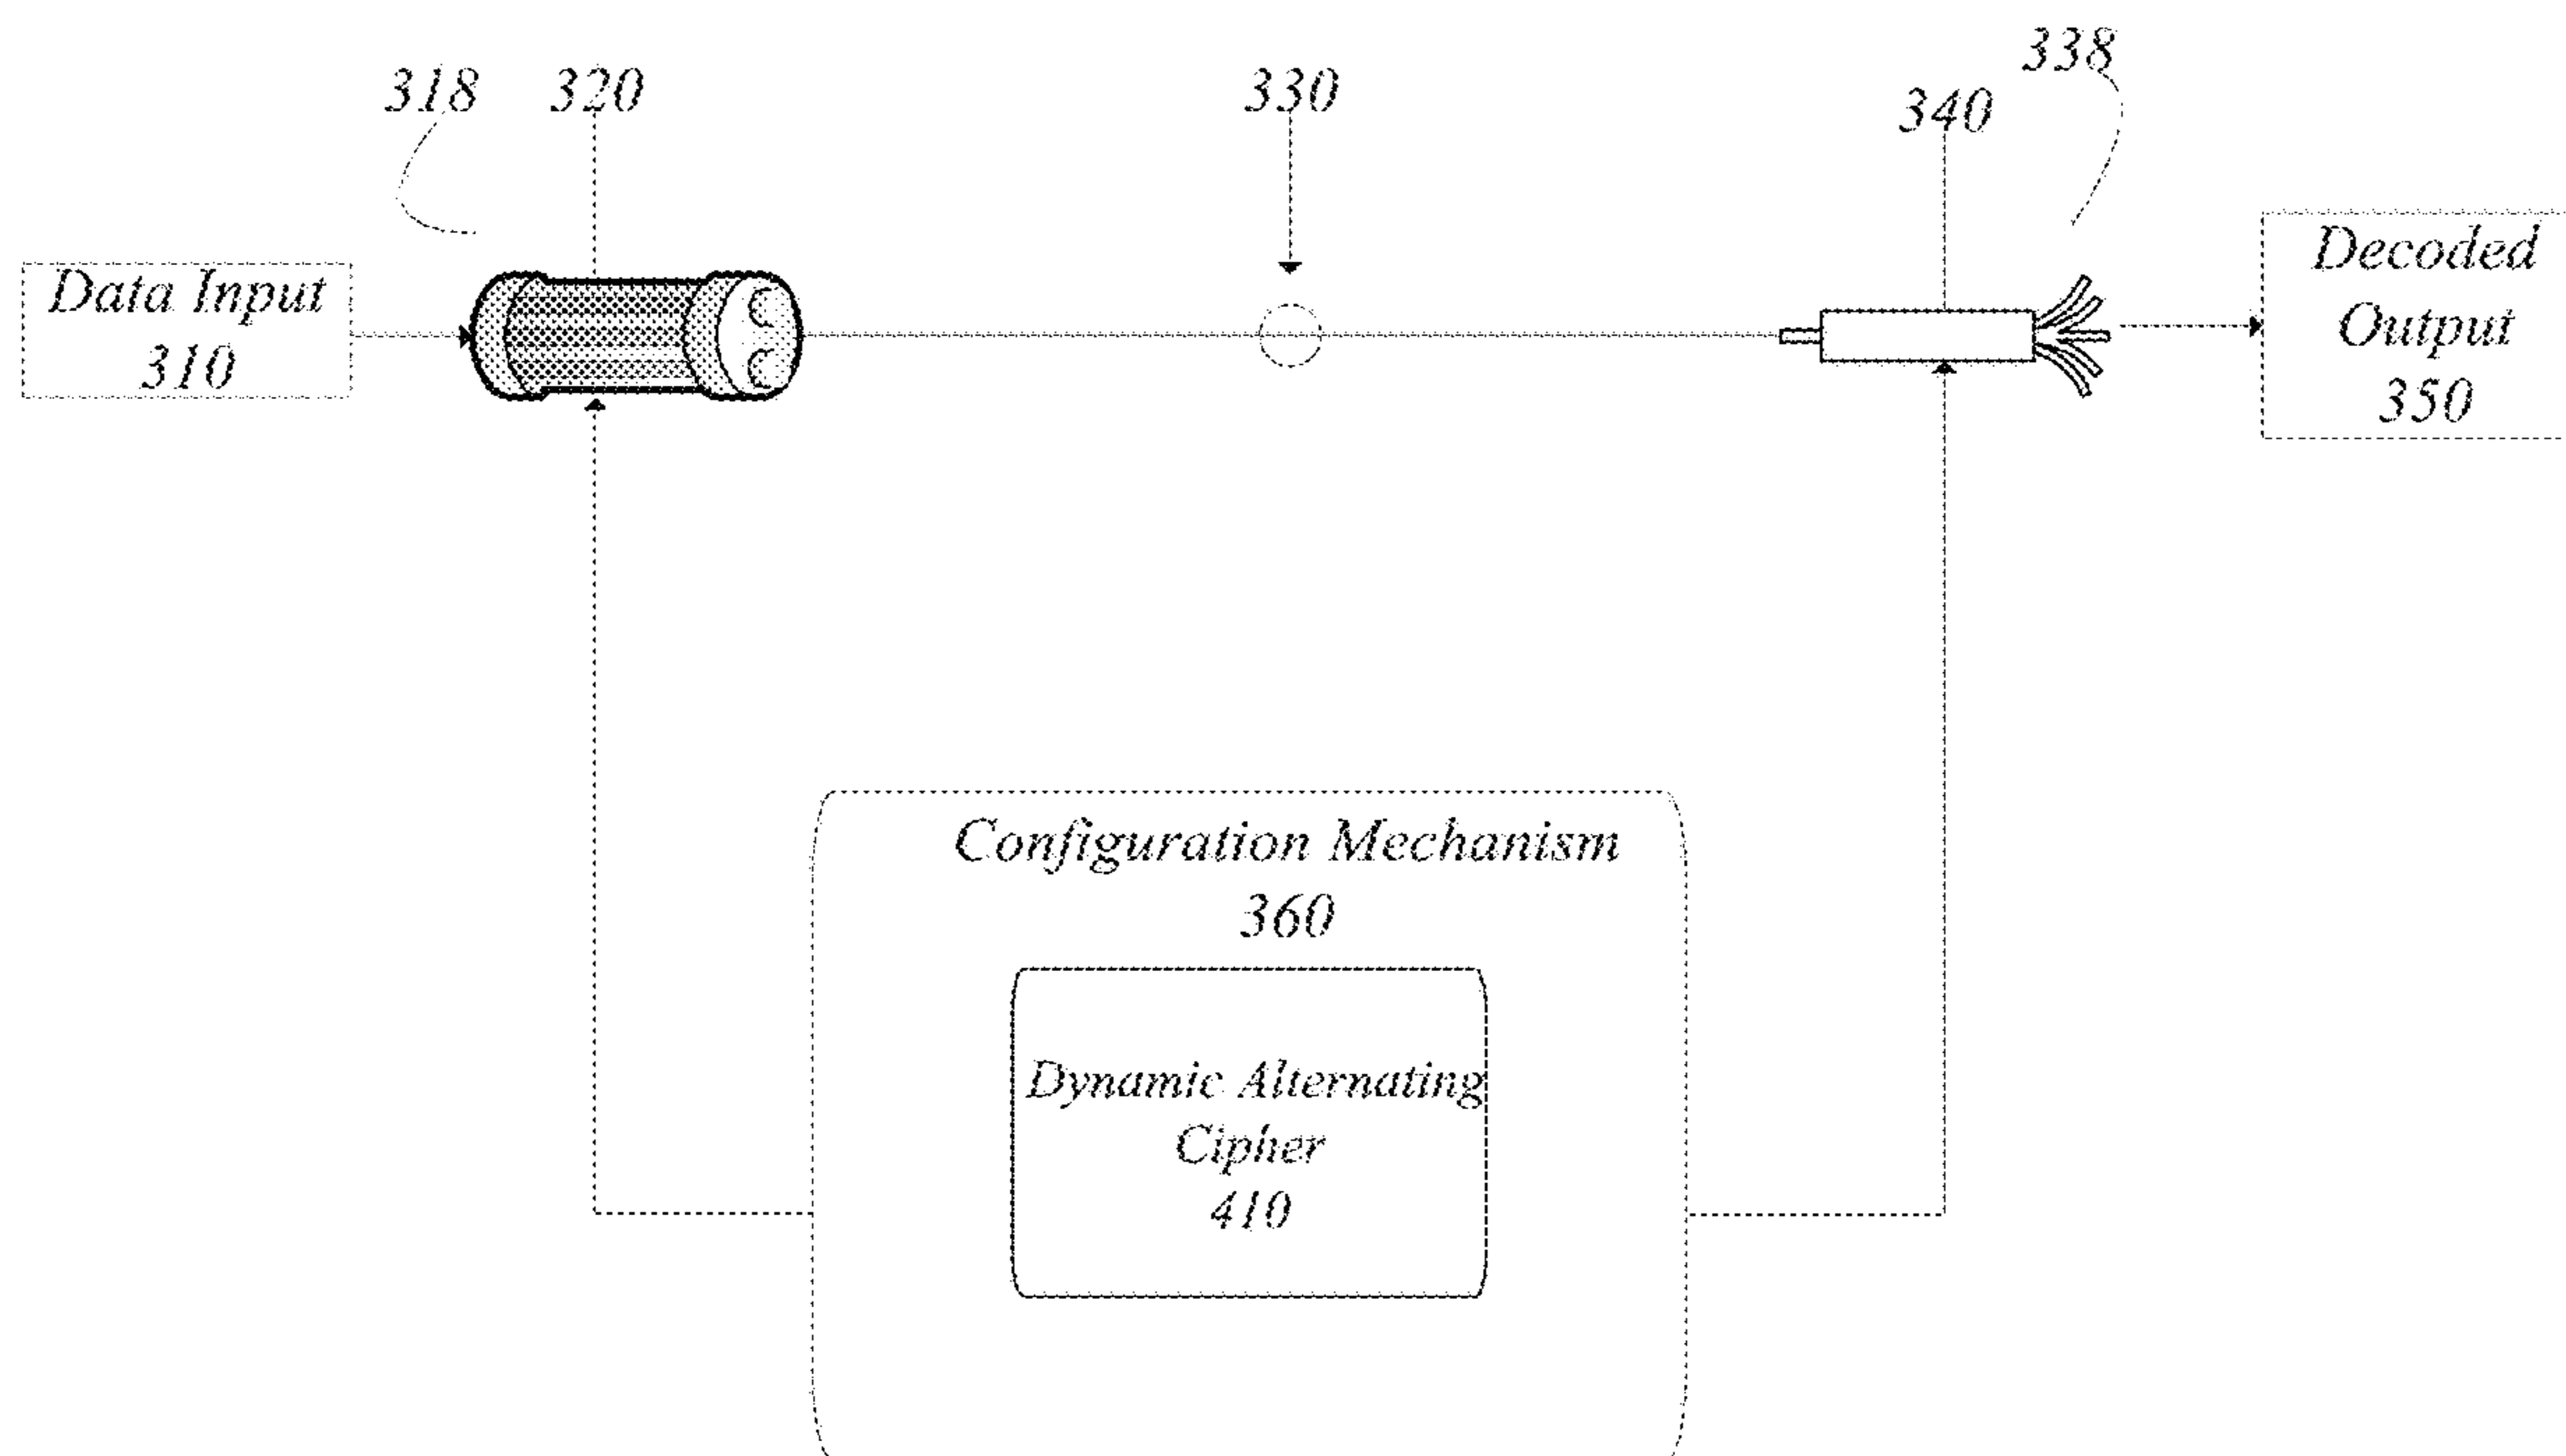 318
320
330
338
340
Data Input
310
Decoded
Output
350
Configuration Mechanism
360
Dynamic Alternating
Cipher
410